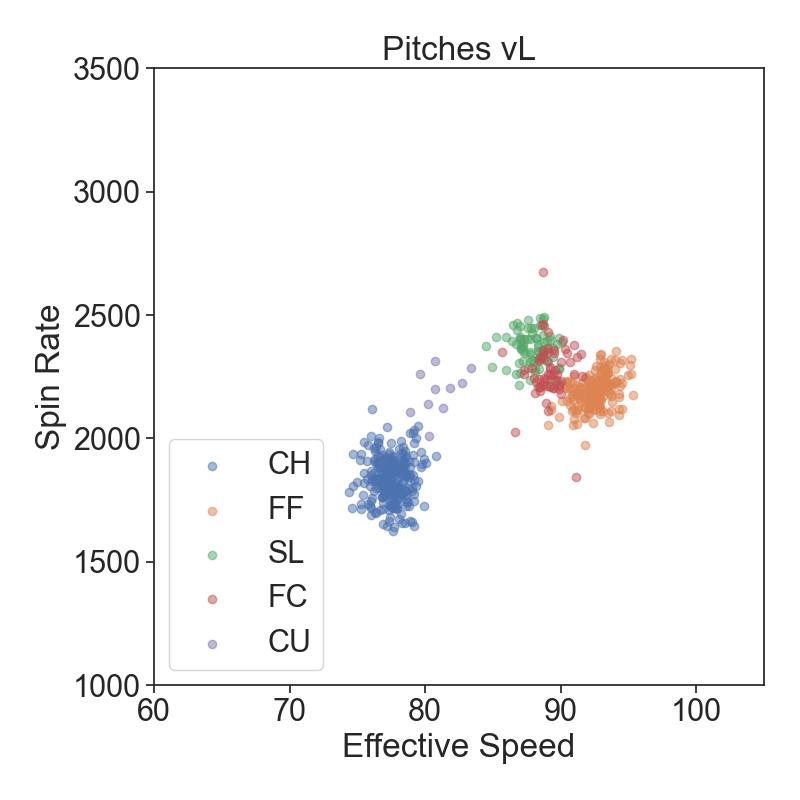 Pitches vL
3500
3000
2500
2000
1500
1000
Spin Rate
CH
FF
SL
FC
CU
60 70 80 90 100
Effective Speed